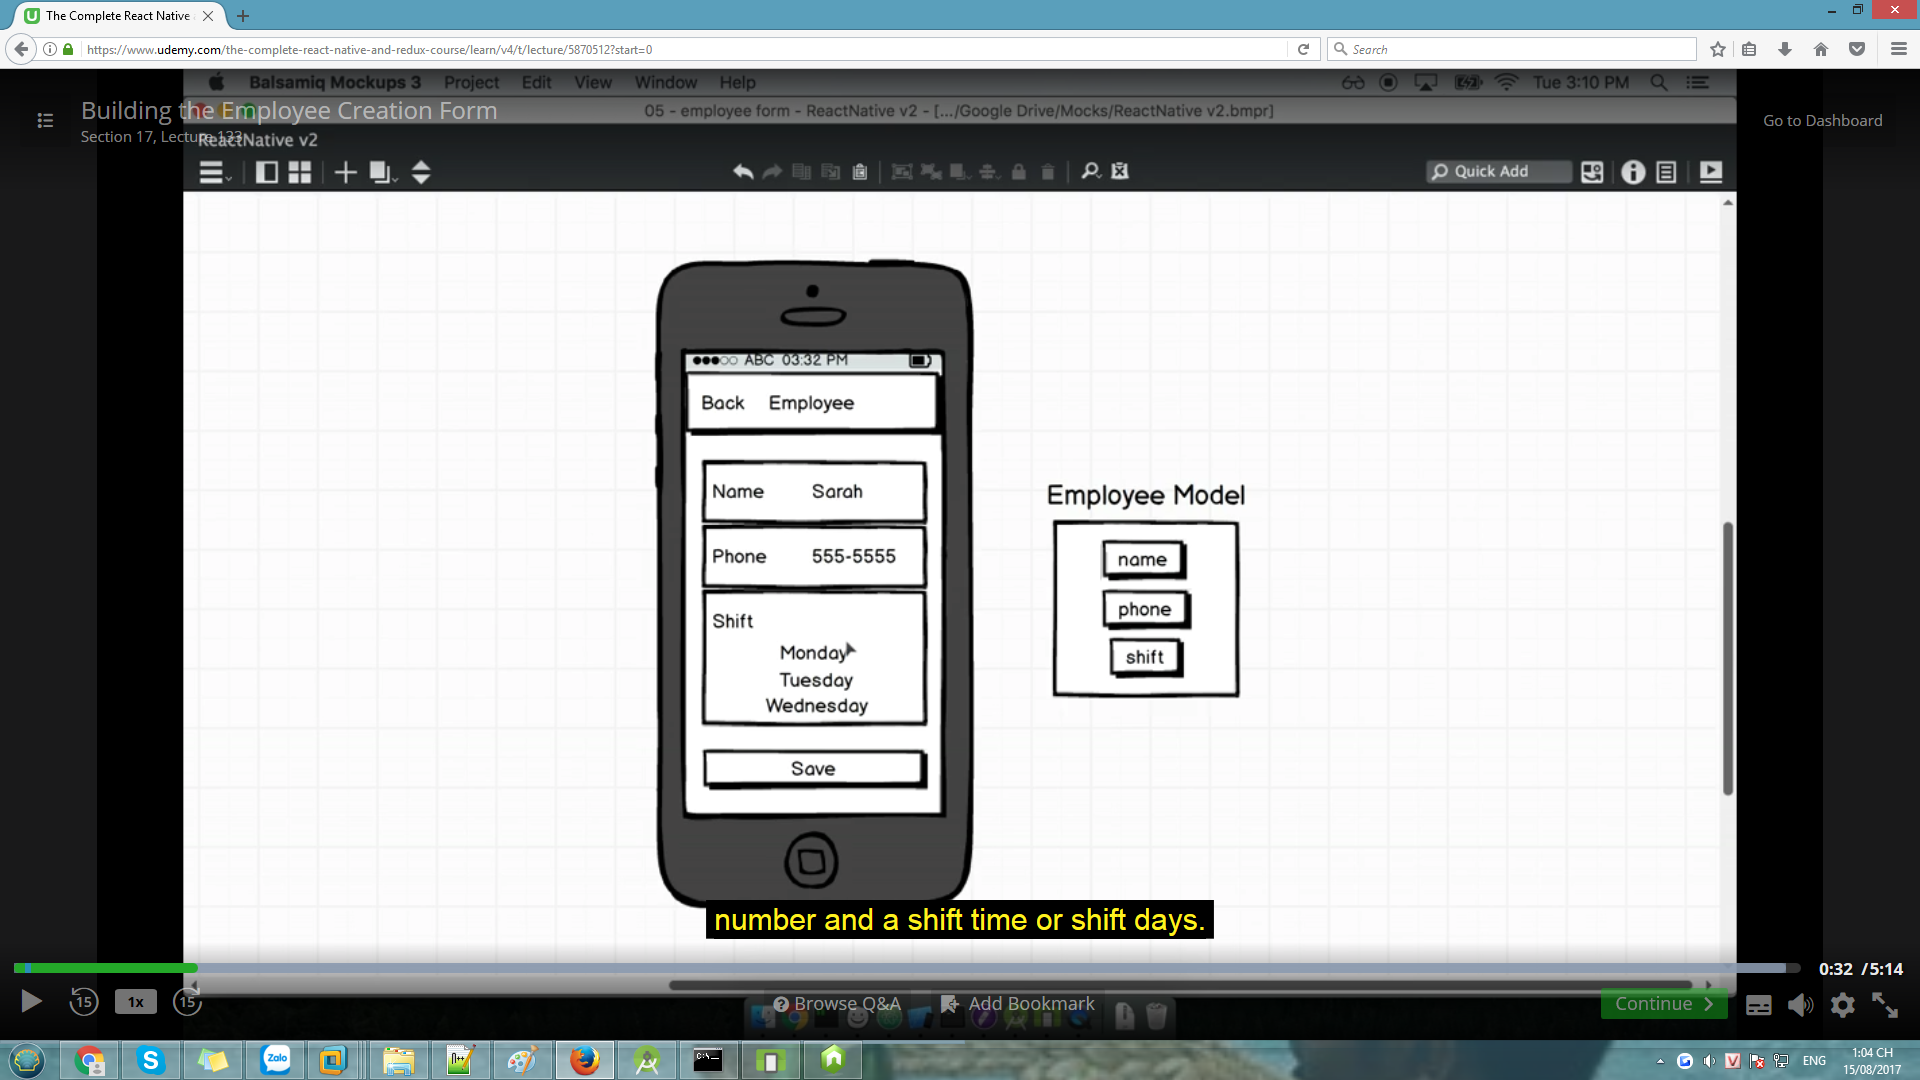 The Complete React Native
https://www.udemy.com/the-complete-react-native-and-redux-course/learn/v4/t/lecture/5870512?start=0
Search
Balsamiq Mockups 3 Project Edit View Window Help
Tue 3:10 PM
Building the Employee Creation Form
05 - employee form - ReactNative v2 - [.../Google Drive/Mocks/ReactNative v2.bmpr]
Go to Dashboard
Section 17, Lecture 133
ReactNative v2
Quick Add
ABC 03:32 PM
Back Employee
Name Sarah
Phone 555-5555
Shift
Monday
Tuesday
Wednesday
Save
Employee Model
name
phone
shift
number and a shift time or shift days.
0:32 / 5:14
15
1x
15
Browse Q&A
Add Bookmark
Continue
Zalo
ENG
1:04 CH
15/08/2017